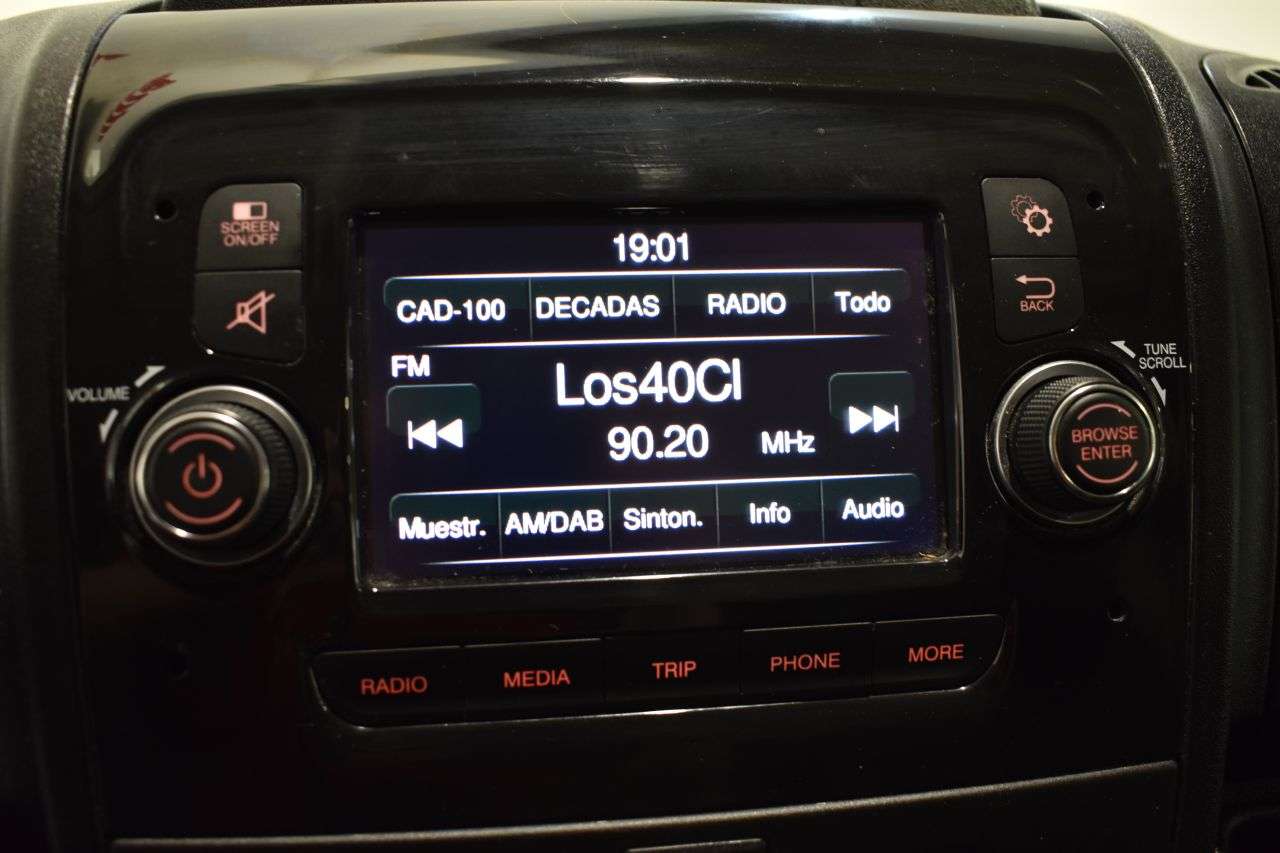 19:01
CAD-100 DECADAS RADIO Todo
FM
Los40Cl
90.20 MHz
Muestr. AM/DAB Sinton. Info Audio
SCREEN
ON/OFF
VOLUME
BACK
TUNE
SCROLL
BROWSE
ENTER
RADIO MEDIA TRIP PHONE MORE